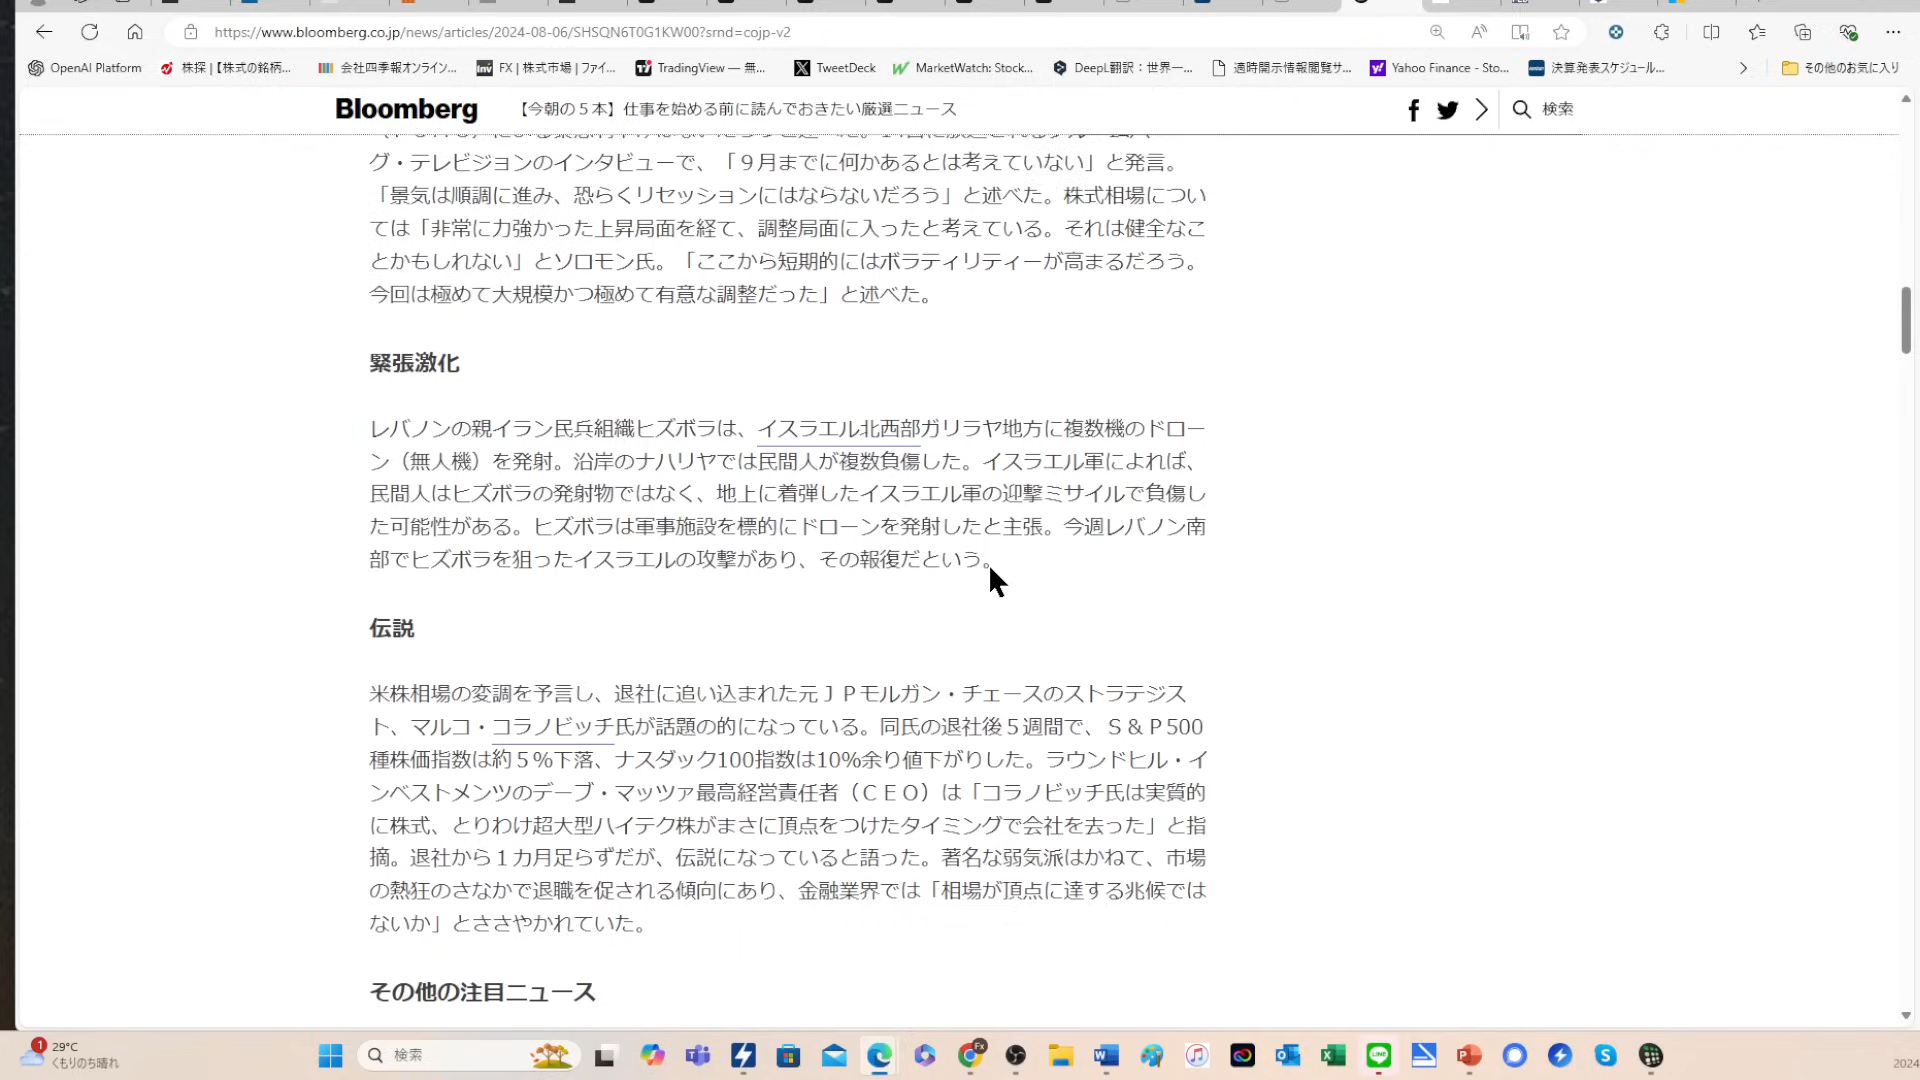 https://www.bloomberg.co.jp/news/articles/2024-08-06/SHSQN6T0G1KW00?srnd=cojp-v2
OpenAI Platform
株探 | 【株式の銘柄...
会社四季報オンライン...
FX | 株式市場 | ファイ...
TradingView — 無...
TweetDeck
MarketWatch: Stock...
DeepL翻訳：世界一...
適時開示情報閲覧サ...
Yahoo Finance - Sto...
決算発表スケジュール...
その他のお気に入り
Bloomberg
【今朝の５本】仕事を始める前に読んでおきたい厳選ニュース
検索
グ・テレビジョンのインタビューで、「９月までに何かあるとは考えていない」と発言。
「景気は順調に進み、恐らくリセッションにはならないだろう」と述べた。株式相場につい
ては「非常に力強かった上昇局面を経て、調整局面に入ったと考えている。それは健全なこ
とかもしれない」とソロモン氏。「ここから短期的にはボラティリティーが高まるだろう。
今回は極めて大規模かつ極めて有意な調整だった」と述べた。
緊張激化
レバノンの親イラン民兵組織ヒズボラは、イスラエル北西部ガリラヤ地方に複数機のドロー
ン（無人機）を発射。沿岸のナハリヤでは民間人が複数負傷した。イスラエル軍によれば、
民間人はヒズボラの発射物ではなく、地上に着弾したイスラエル軍の迎撃ミサイルで負傷し
た可能性がある。ヒズボラは軍事施設を標的にドローンを発射したと主張。今週レバノン南
部でヒズボラを狙ったイスラエルの攻撃があり、その報復だという。
伝説
米株相場の変調を予言し、退社に追い込まれた元ＪＰモルガン・チェースのストラテジス
ト、マルコ・コラノビッチ氏が話題の的になっている。同氏の退社後５週間で、Ｓ＆Ｐ500
種株価指数は約５％下落、ナスダック100指数は10％余り値下がりした。ラウンドヒル・イ
ンベストメンツのデーブ・マッツァ最高経営責任者（ＣＥＯ）は「コラノビッチ氏は実質的
に株式、とりわけ超大型ハイテク株がまさに頂点をつけたタイミングで会社を去った」と指
摘。退社から１カ月足らずだが、伝説になっていると語った。著名な弱気派はかねて、市場
の熱狂のさなかで退職を促される傾向にあり、金融業界では「相場が頂点に達する兆候では
ないか」とささやかれていた。
その他の注目ニュース
1
29°C
くもりのち晴れ
検索
2024